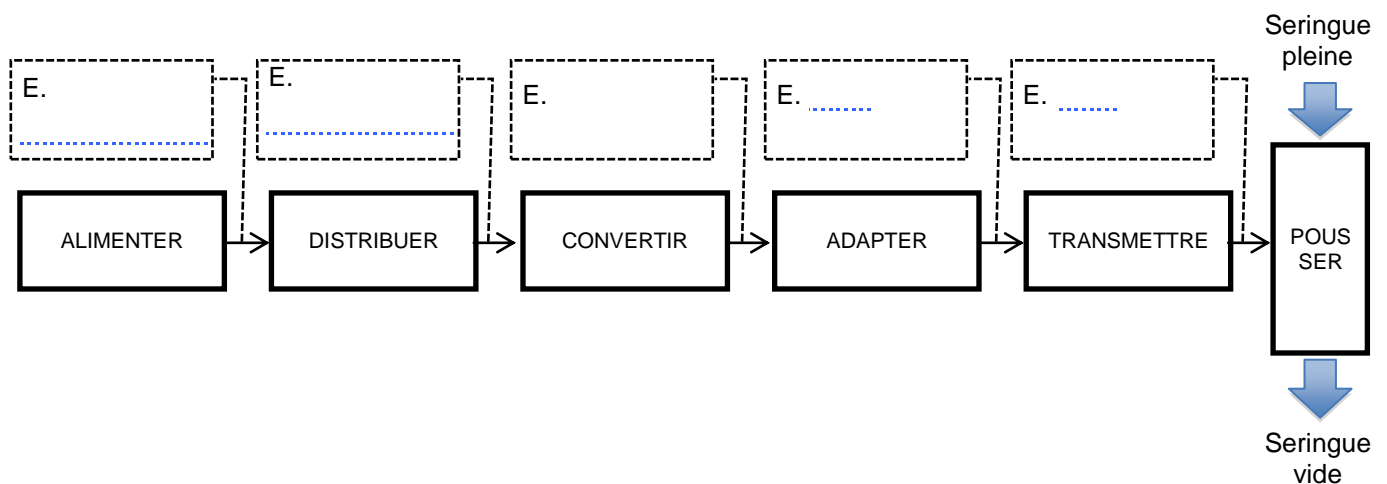 Seringue
pleine
E.
E.
E.
E.
E.
ALIMENTER
DISTRIBUER
CONVERTIR
ADAPTER
TRANSMETTRE
POUS
SER
Seringue
vide